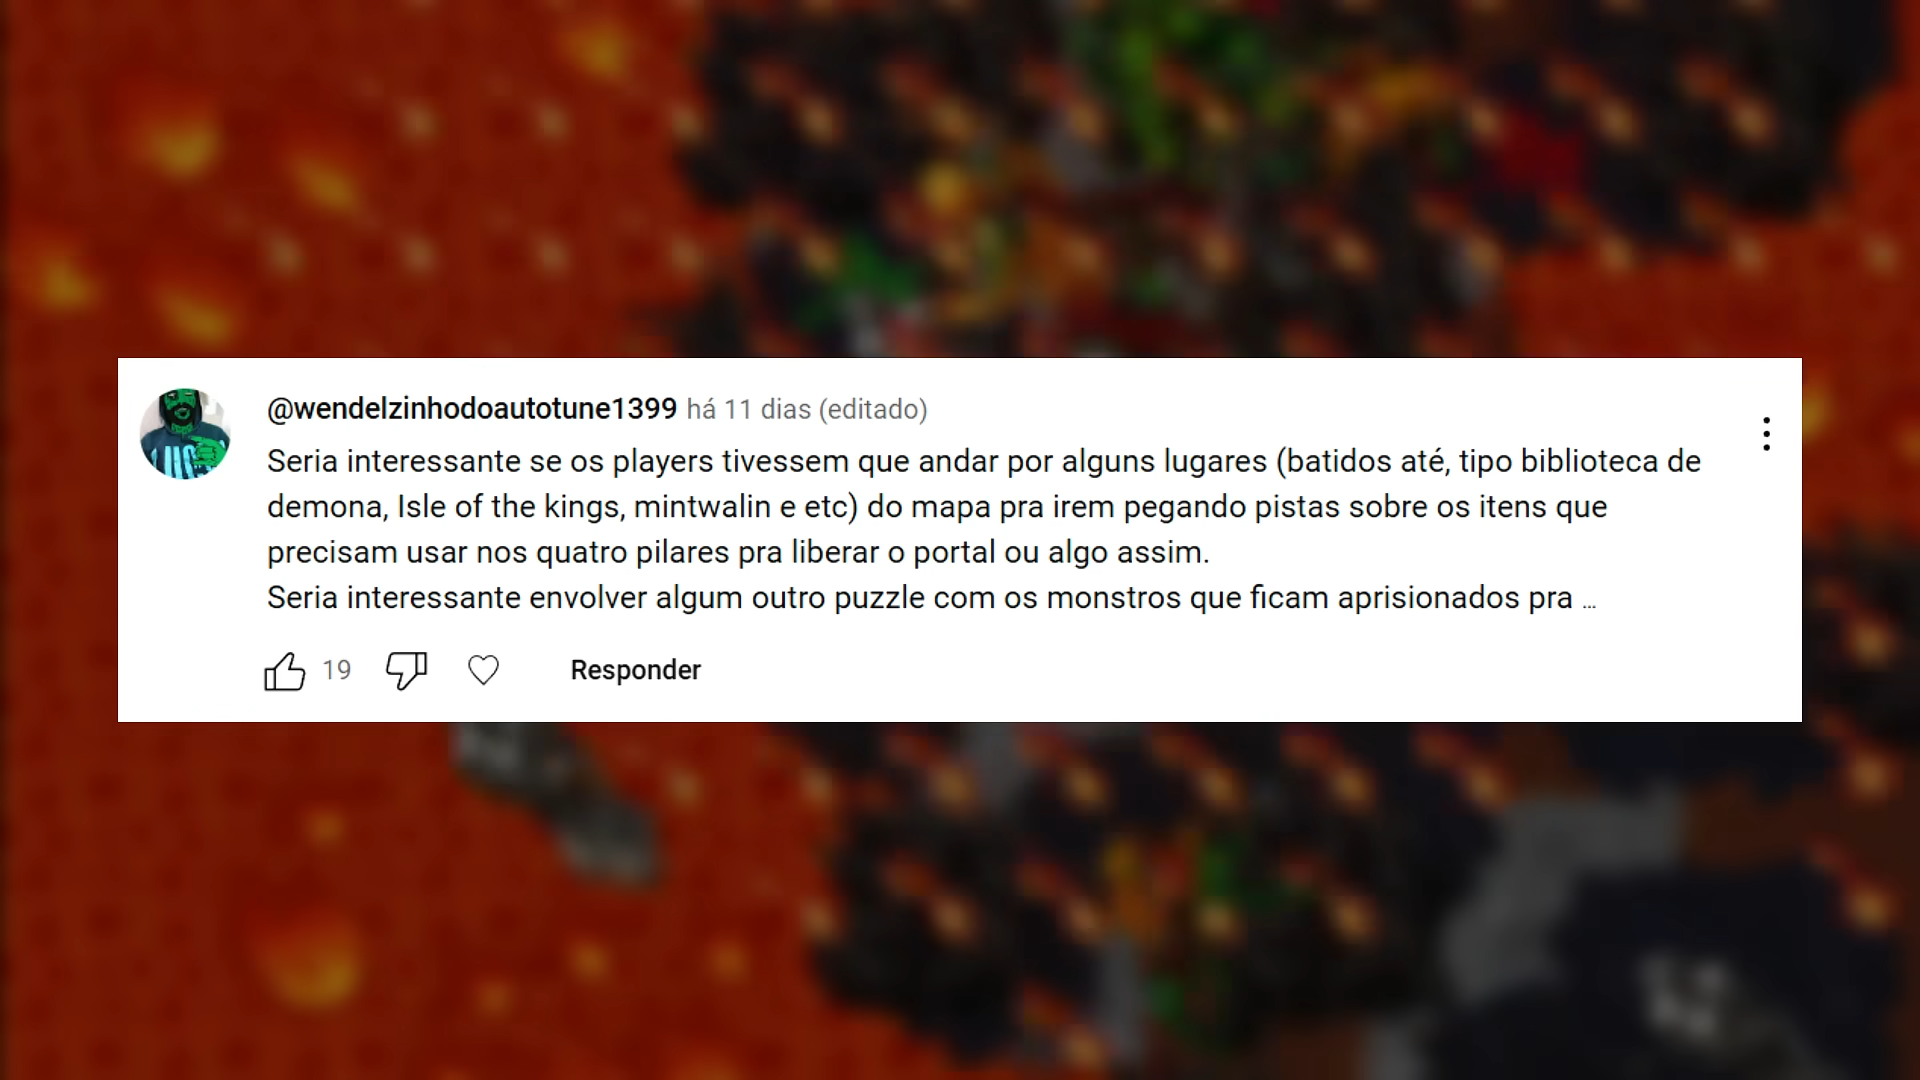 @wendelzinhodoautotune1399 há 11 dias (editado)
Seria interessante se os players tivessem que andar por alguns lugares (batidos até, tipo biblioteca de
demona, Isle of the kings, mintwalin e etc) do mapa pra irem pegando pistas sobre os itens que
precisam usar nos quatro pilares pra liberar o portal ou algo assim.
Seria interessante envolver algum outro puzzle com os monstros que ficam aprisionados pra ...
19 Responder